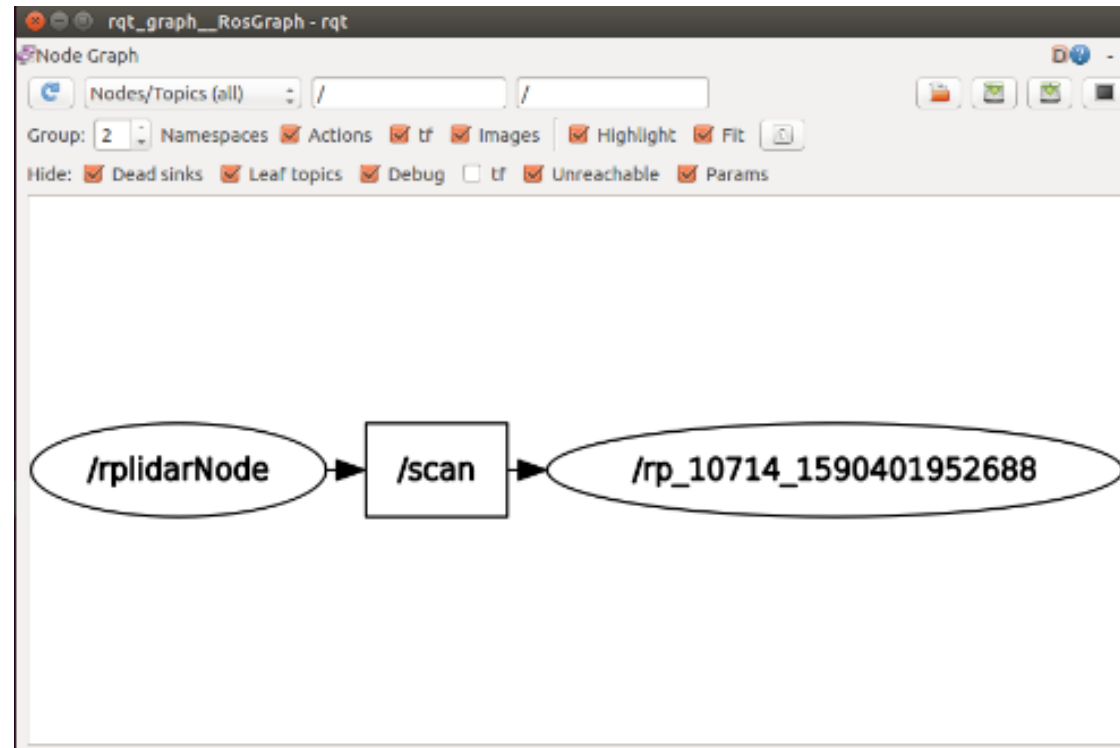 rqt_graph__RosGraph - rqt
Node Graph D? -
Nodes/Topics (all) / /
Group: 2 Namespaces Actions tf Images Highlight Fit
Hide: Dead sinks Leaf topics Debug tf Unreachable Params
/rplidarNode /scan /rp_10714_1590401952688